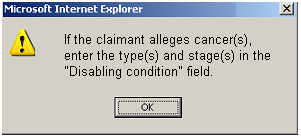 Microsoft Internet Explorer
If the claimant alleges cancer(s),
enter the type(s) and stage(s) in the
"Disabling condition" field.
OK